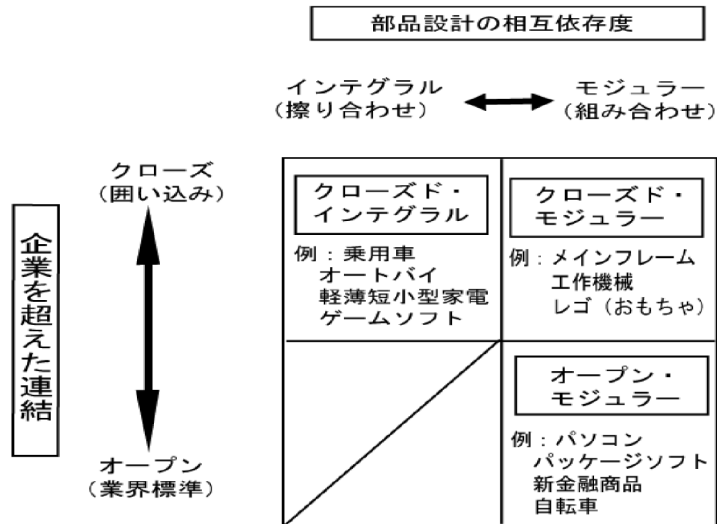 部品設計の相互依存度
インテグラル
(擦り合わせ)
モジュラー
(組み合わせ)
クローズ
(囲い込み)
企業を超えた連結
オープン
(業界標準)
クローズド・
インテグラル
例：乗用車
オートバイ
軽薄短小型家電
ゲームソフト
クローズド・
モジュラー
例：メインフレーム
工作機械
レゴ（おもちゃ）
オープン・
モジュラー
例：パソコン
パッケージソフト
新金融商品
自転車